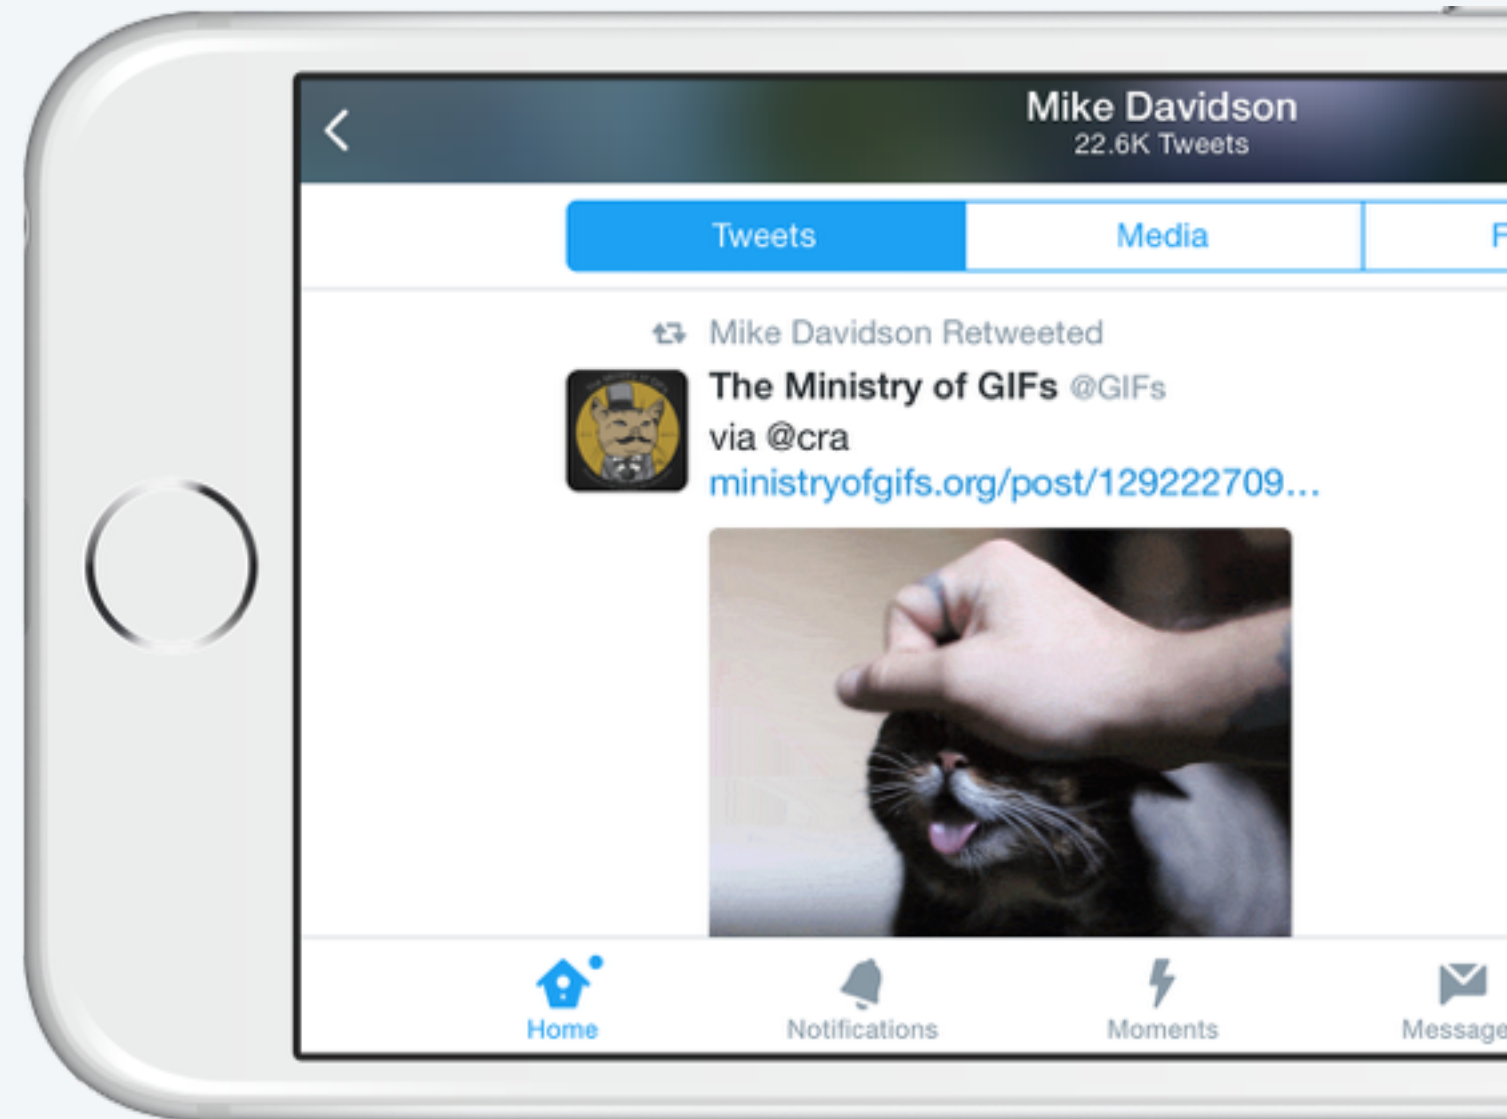 Mike Davidson
22.6K Tweets
Tweets
Media
F
Mike Davidson Retweeted
The Ministry of GIFs @GIFs
via @cra
ministryofgifs.org/post/129222709...
Home
Notifications
Moments
Message